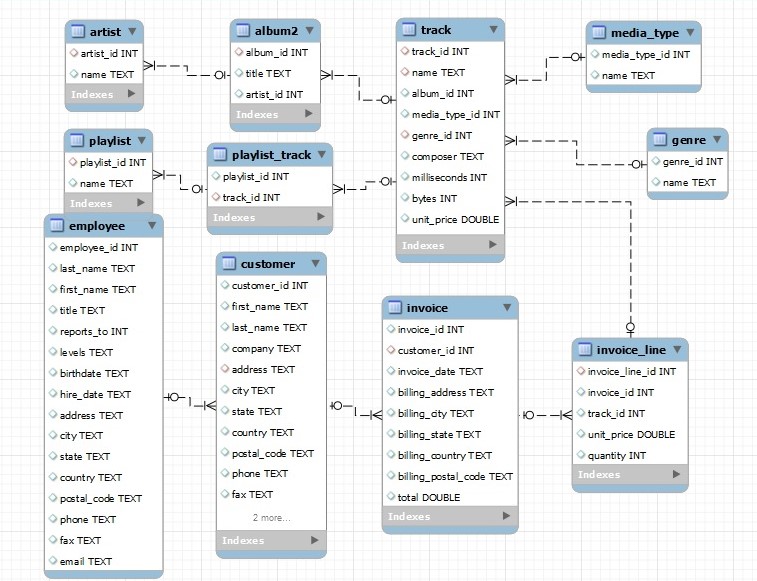 artist
artist_id INT
name TEXT
Indexes
album2
album_id INT
title TEXT
artist_id INT
Indexes
track
track_id INT
name TEXT
album_id INT
media_type_id INT
genre_id INT
composer TEXT
milliseconds INT
bytes INT
unit_price DOUBLE
Indexes
media_type
media_type_id INT
name TEXT
playlist
playlist_id INT
name TEXT
Indexes
playlist_track
playlist_id INT
track_id INT
Indexes
genre
genre_id INT
name TEXT
employee
employee_id INT
last_name TEXT
first_name TEXT
title TEXT
reports_to INT
levels TEXT
birthdate TEXT
hire_date TEXT
address TEXT
city TEXT
state TEXT
country TEXT
postal_code TEXT
phone TEXT
fax TEXT
email TEXT
customer
customer_id INT
first_name TEXT
last_name TEXT
company TEXT
address TEXT
city TEXT
state TEXT
country TEXT
postal_code TEXT
phone TEXT
fax TEXT
2 more...
Indexes
invoice
invoice_id INT
customer_id INT
invoice_date TEXT
billing_address TEXT
billing_city TEXT
billing_state TEXT
billing_country TEXT
billing_postal_code TEXT
total DOUBLE
Indexes
invoice_line
invoice_line_id INT
invoice_id INT
track_id INT
unit_price DOUBLE
quantity INT
Indexes